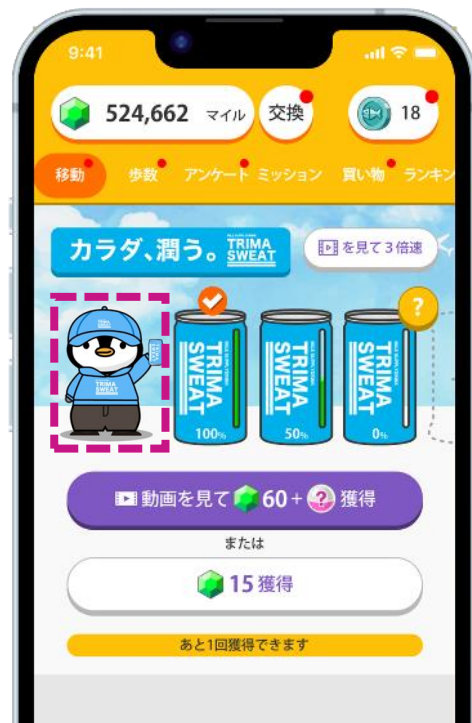 9:41
524,662 マイル 交換 18
移動 歩数 アンケート ミッション 買い物 ランキン
カラダ、潤う。 TRIMA SWEAT を見て3倍速
?
TRIMA SWEAT
TRIMA SWEAT
TRIMA SWEAT
TRIMA SWEAT
100% 50% 0%
動画を見て 60 + ? 獲得
または
15 獲得
あと1回獲得できます